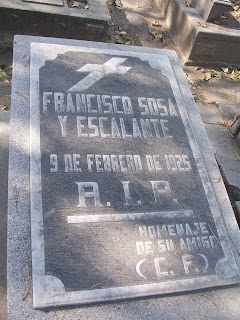 FRANCISCO SOSA
Y ESCALANTE
9 DE FEBRERO DE 1925
R.I.P.
HOMENAJE
DE SU AMIGO
(C. F.)